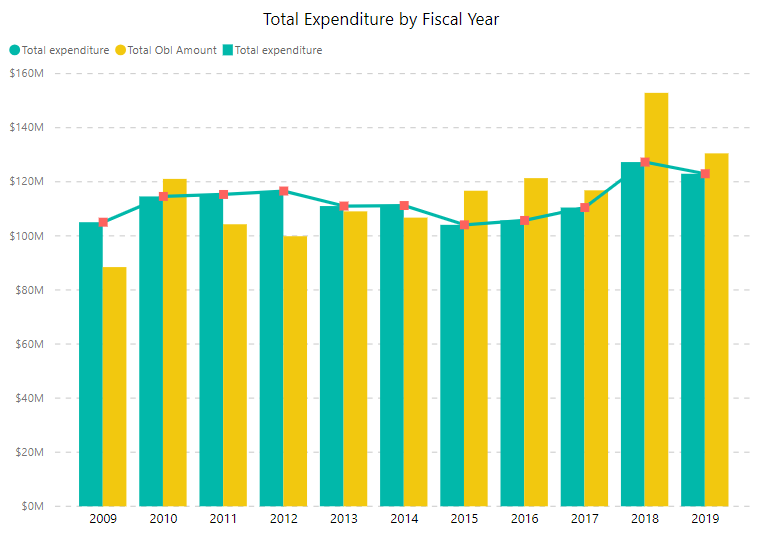 Total Expenditure by Fiscal Year
Total expenditure Total Obl Amount Total expenditure
$160M
$140M
$120M
$100M
$80M
$60M
$40M
$20M
$0M
2009 2010 2011 2012 2013 2014 2015 2016 2017 2018 2019